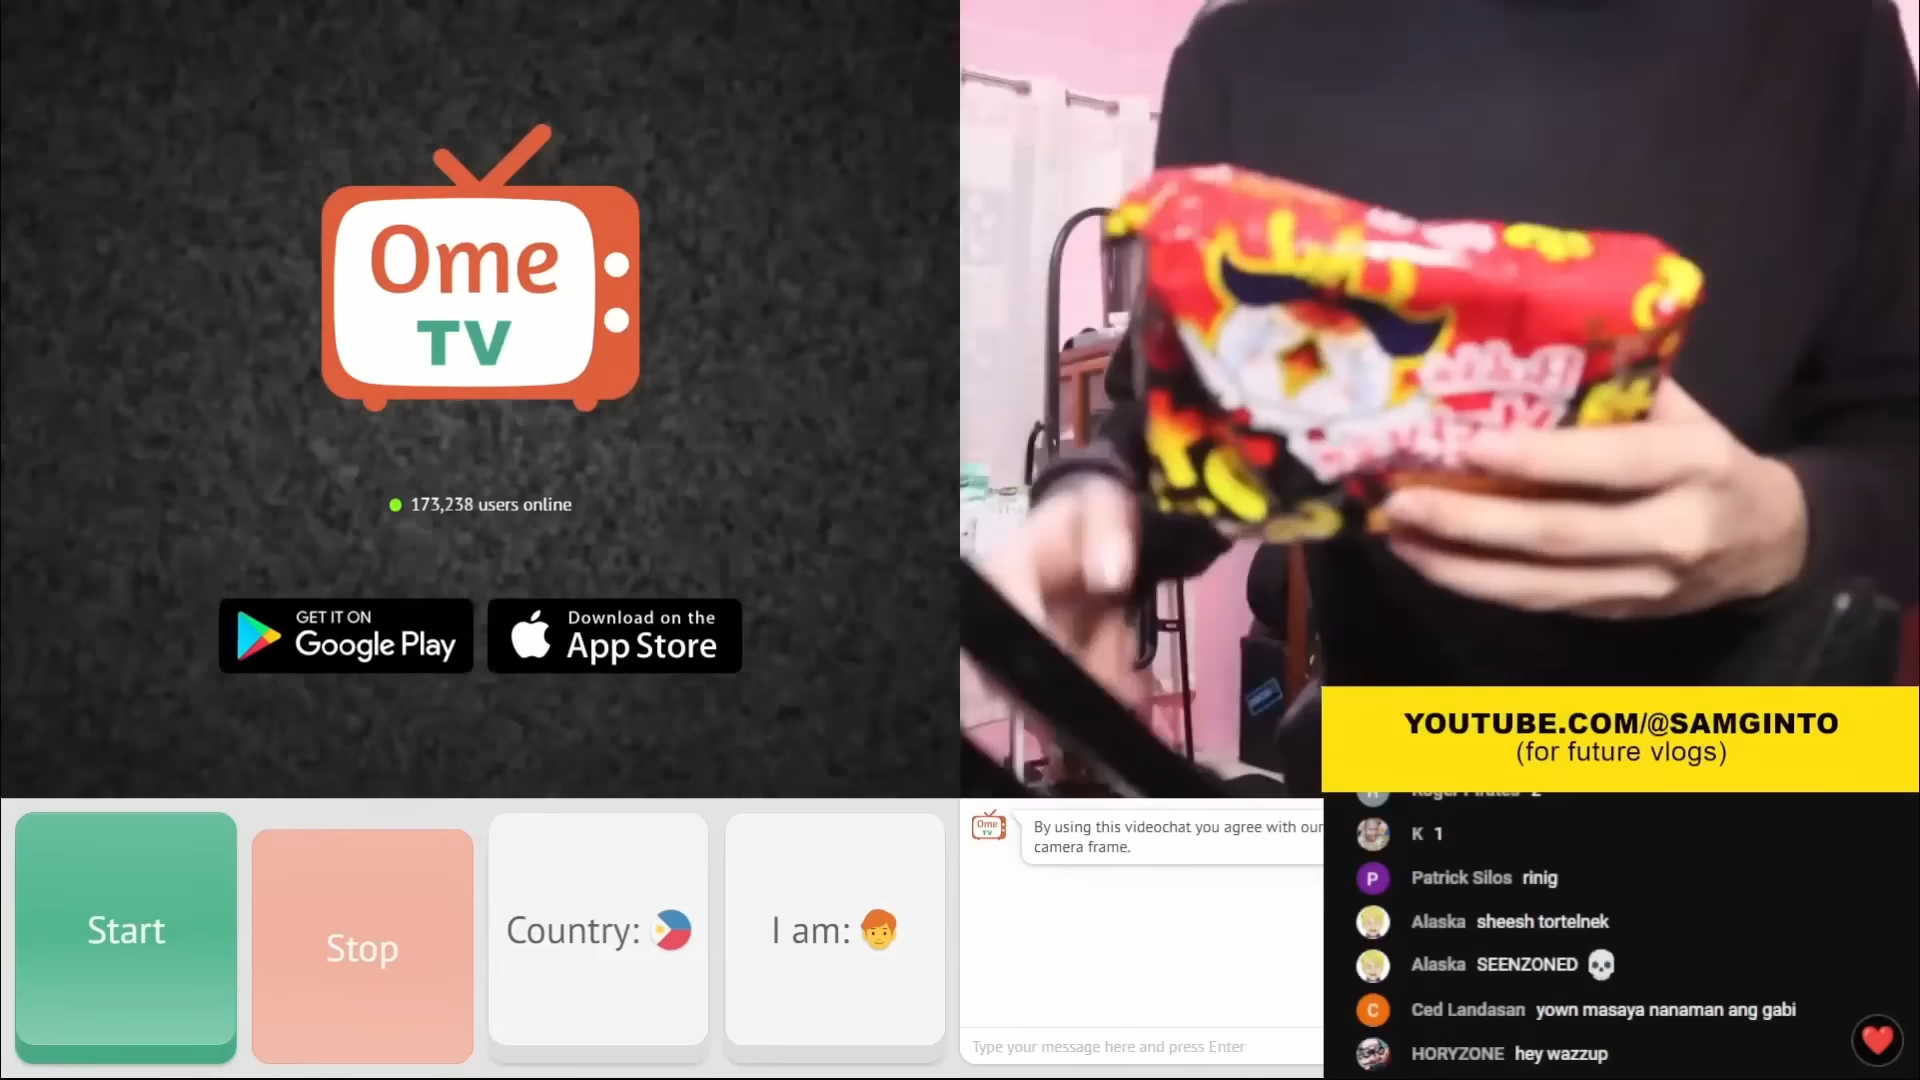 Ome
TV
173,238 users online
GET IT ON
Google Play
Download on the
App Store
YOUTUBE.COM/@SAMGINTO
(for future vlogs)
Start
Stop
Country:
I am:
Ome
TV
By using this videochat you agree with our
camera frame.
Type your message here and press Enter
K 1
P Patrick Silos rinig
Alaska sheesh tortelnek
Alaska SEENZONED 💀
C Ced Landasan yown masaya nanaman ang gabi
HORYZONE hey wazzup